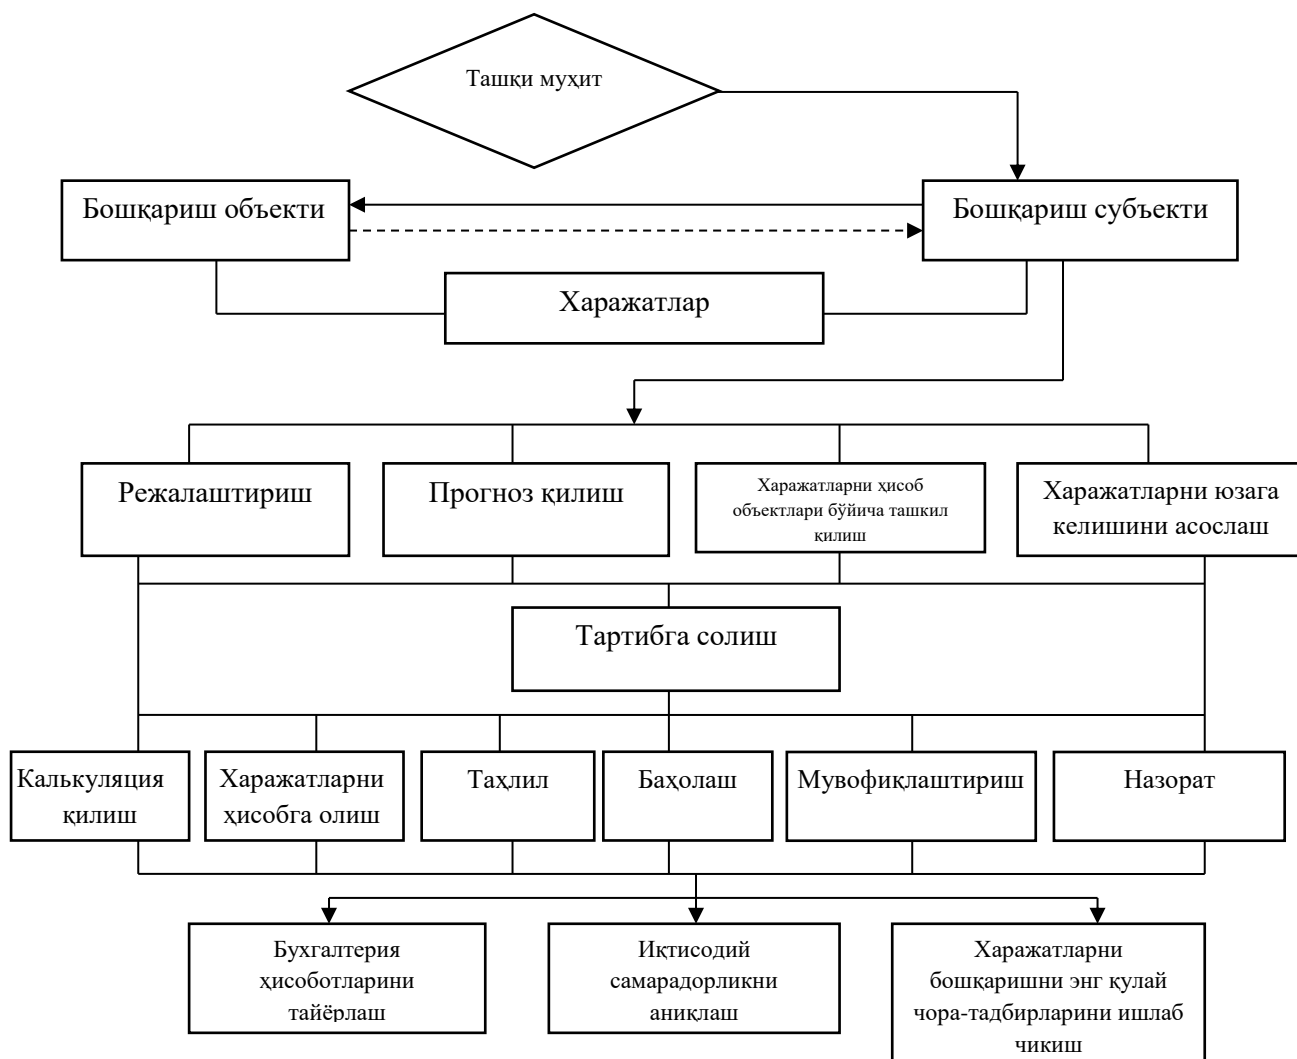 Ташқи муҳит
Бошқариш объекти
Бошқариш субъекти
Харажатлар
Режалаштириш
Прогноз қилиш
Харажатларни ҳисоб
объектлари бўйича ташкил
қилиш
Харажатларни юзага
келишини асослаш
Тартибга солиш
Калькуляция
қилиш
Харажатларни
ҳисобга олиш
Таҳлил
Баҳолаш
Мувофиқлаштириш
Назорат
Бухгалтерия
ҳисоботларини
тайёрлаш
Иқтисодий
самарадорликни
аниқлаш
Харажатларни
бошқаришни энг қулай
чора-тадбирларини ишлаб
чикиш